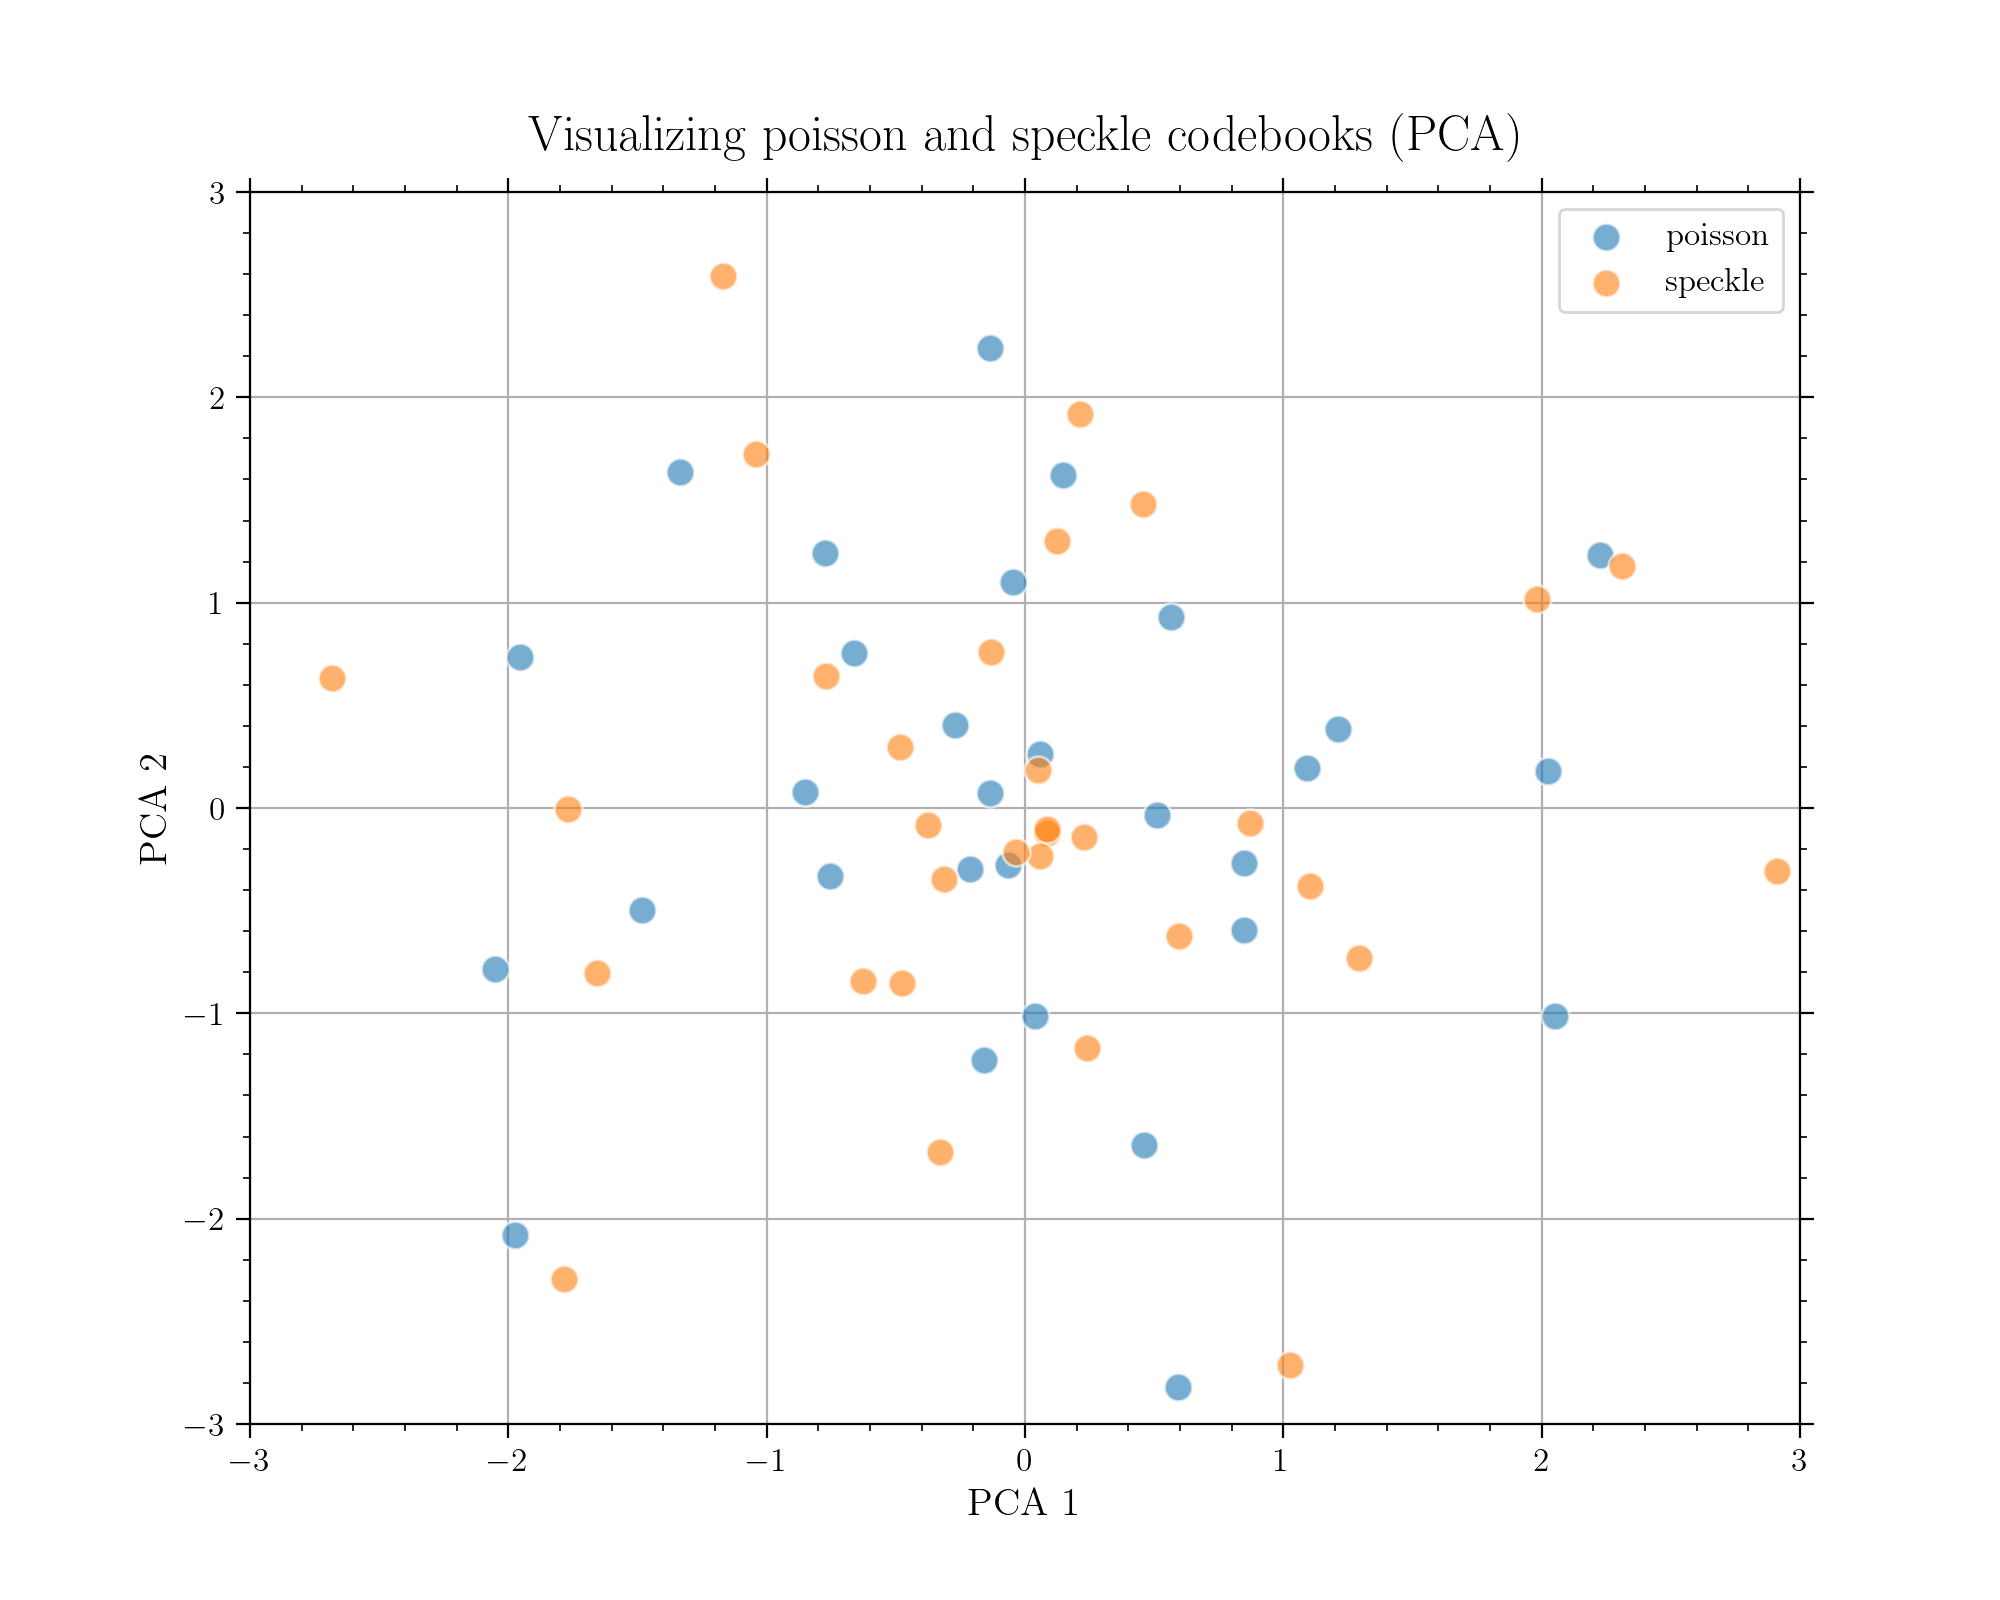 Visualizing poisson and speckle codebooks (PCA)
poisson
speckle
3
2
1
0
−1
−2
−3
PCA 2
−3 −2 −1 0 1 2 3
PCA 1